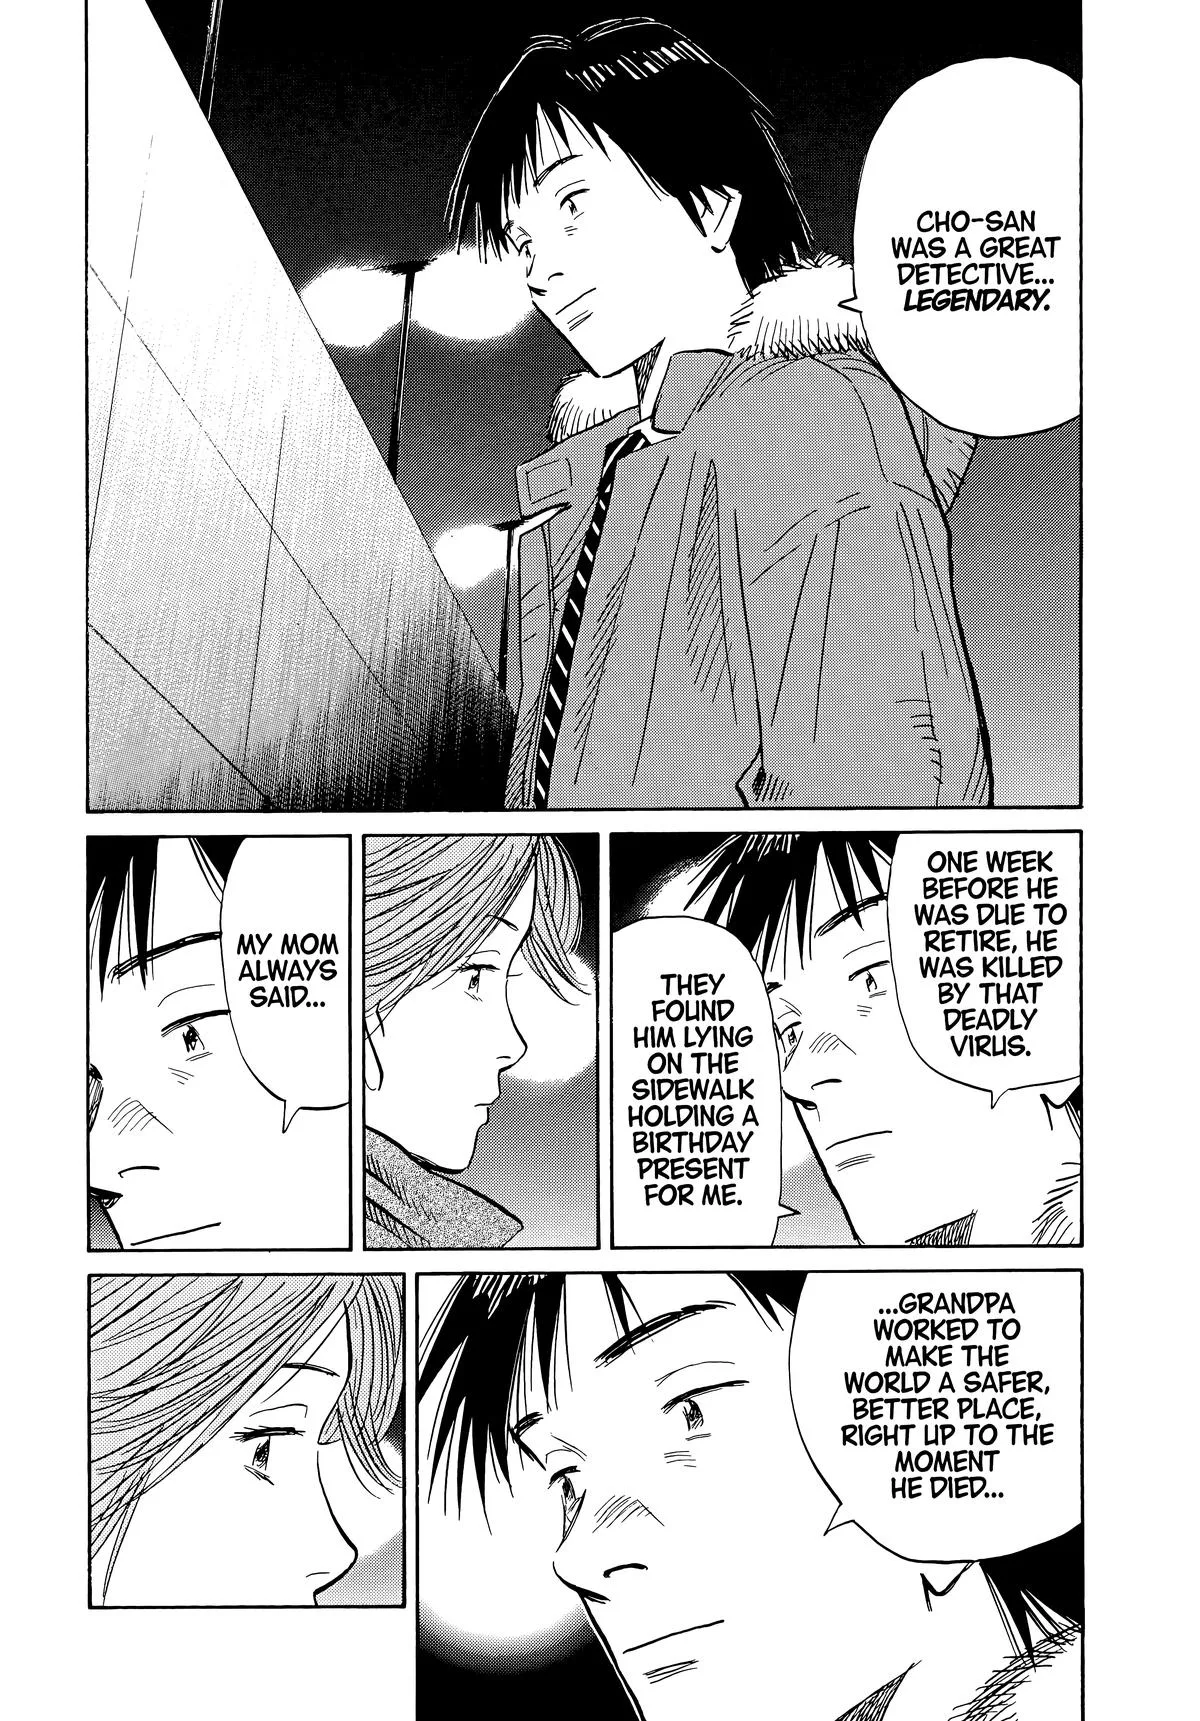 CHO-SAN
WAS A GREAT
DETECTIVE...
LEGENDARY.
ONE WEEK
BEFORE HE
WAS DUE TO
RETIRE, HE
WAS KILLED
BY THAT
DEADLY
VIRUS.
THEY
FOUND
HIM LYING
ON THE
SIDEWALK
HOLDING A
BIRTHDAY
PRESENT
FOR ME.
MY MOM
ALWAYS
SAID...
...GRANDPA
WORKED TO
MAKE THE
WORLD A SAFER,
BETTER PLACE,
RIGHT UP TO THE
MOMENT
HE DIED...